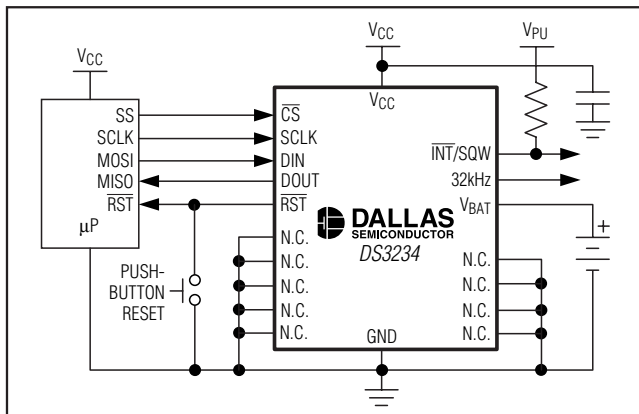 VCC
VPU
VCC
VCC
SS
CS
SCLK
SCLK
MOSI
DIN
INT/SQW
MISO
DOUT
32kHz
RST
RST
VBAT
μP
DALLAS
SEMICONDUCTOR
DS3234
+
N.C.
N.C.
N.C.
N.C.
N.C.
PUSH-
BUTTON
RESET
N.C.
N.C.
N.C.
N.C.
GND